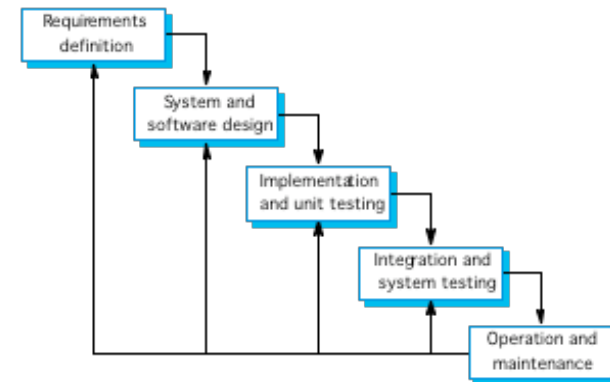 Requirements
definition
System and
software design
Implementation
and unit testing
Integration and
system testing
Operation and
maintenance